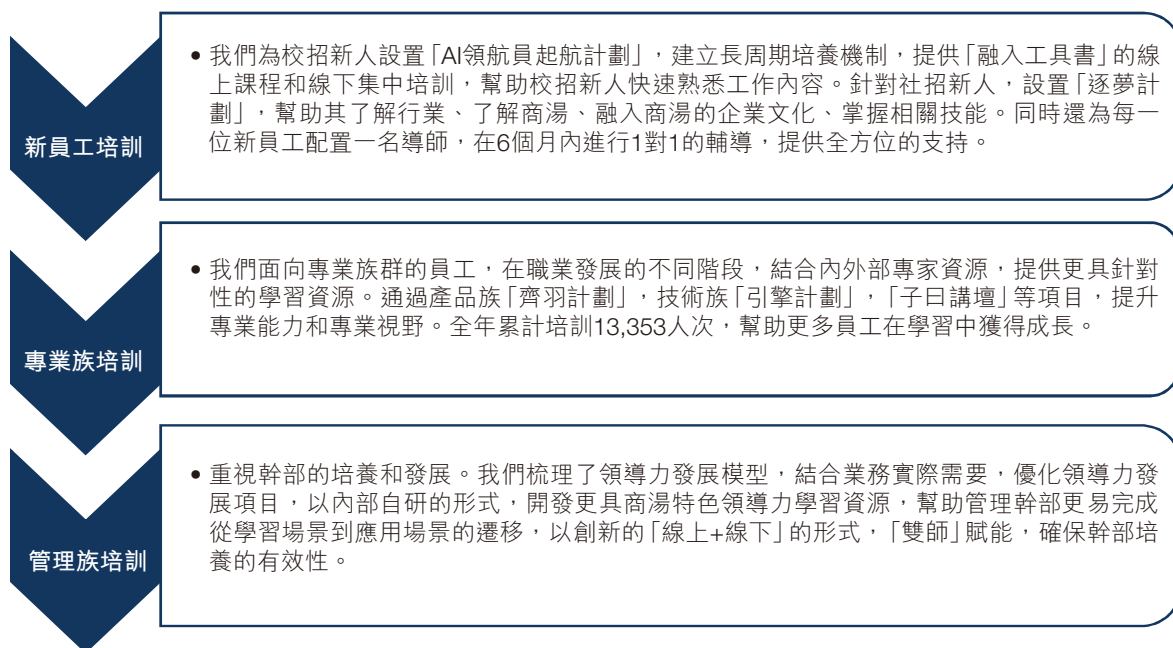 新員工培訓
• 我們為校招新人設置「AI領航員起航計劃」，建立長周期培養機制，提供「融入工具書」的線
上課程和線下集中培訓，幫助校招新人快速熟悉工作內容。針對社招新人，設置「逐夢計
劃」，幫助其了解行業、了解商湯、融入商湯的企業文化、掌握相關技能。同時還為每一
位新員工配置一名導師，在6個月內進行1對1的輔導，提供全方位的支持。
專業族培訓
• 我們面向專業族群的員工，在職業發展的不同階段，結合內外部專家資源，提供更具針對
性的學習資源。通過產品族「齊羽計劃」，技術族「引擎計劃」，「子曰講壇」等項目，提升
專業能力和專業視野。全年累計培訓13,353人次，幫助更多員工在學習中獲得成長。
管理族培訓
• 重視幹部的培養和發展。我們梳理了領導力發展模型，結合業務實際需要，優化領導力發
展項目，以內部自研的形式，開發更具商湯特色領導力學習資源，幫助管理幹部更易完成
從學習場景到應用場景的遷移，以創新的「線上+線下」的形式，「雙師」賦能，確保幹部培
養的有效性。